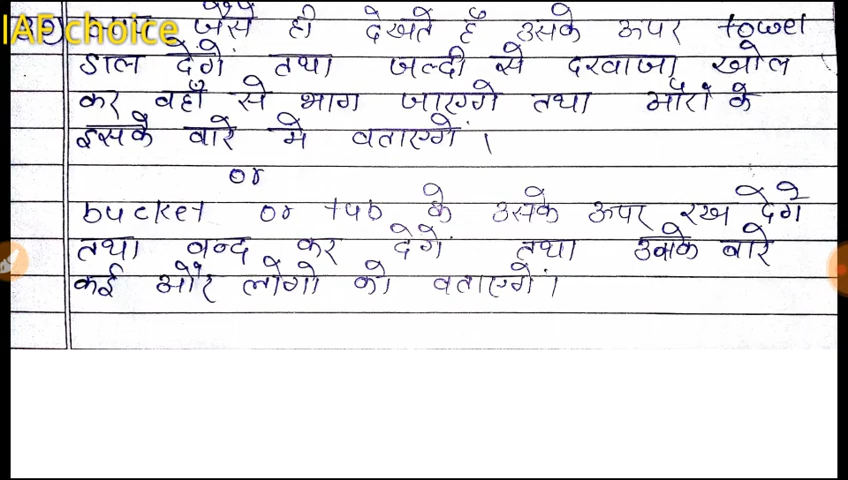 IAF choice
जैसे ही देखते हैं उसके ऊपर towel
डाल देगें तथा जल्दी से दरवाजा खोल
कर वहाँ से भाग जाएगे तथा औरों के
इसके बारे मे बताएगें।
or
bucket or tub के उसके ऊपर रख देगे
तथा बन्द कर देगें तथा उसके बारे
कई और लोगो को बताएगें।